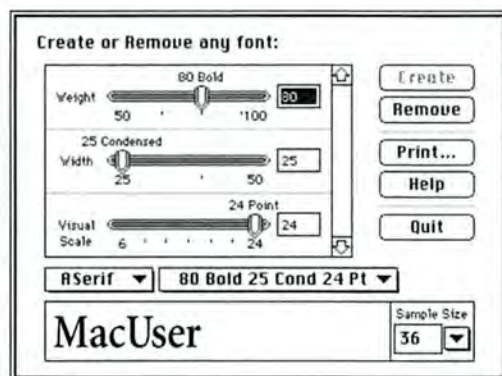 Create or Remove any font:
80 Bold
Weight 80
50 '100
25 Condensed
Width 25
25 50
24 Point
Visual Scale 24
6 24
Create
Remove
Print...
Help
Quit
ASerif 80 Bold 25 Cond 24 Pt
MacUser
Sample Size
36